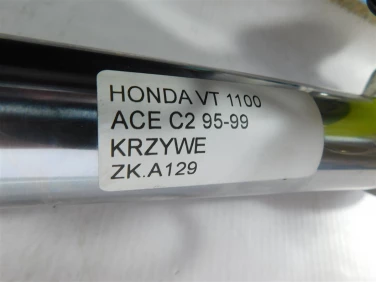 HONDA VT 1100
ACE C2 95-99
KRZYWE
ZK.A129